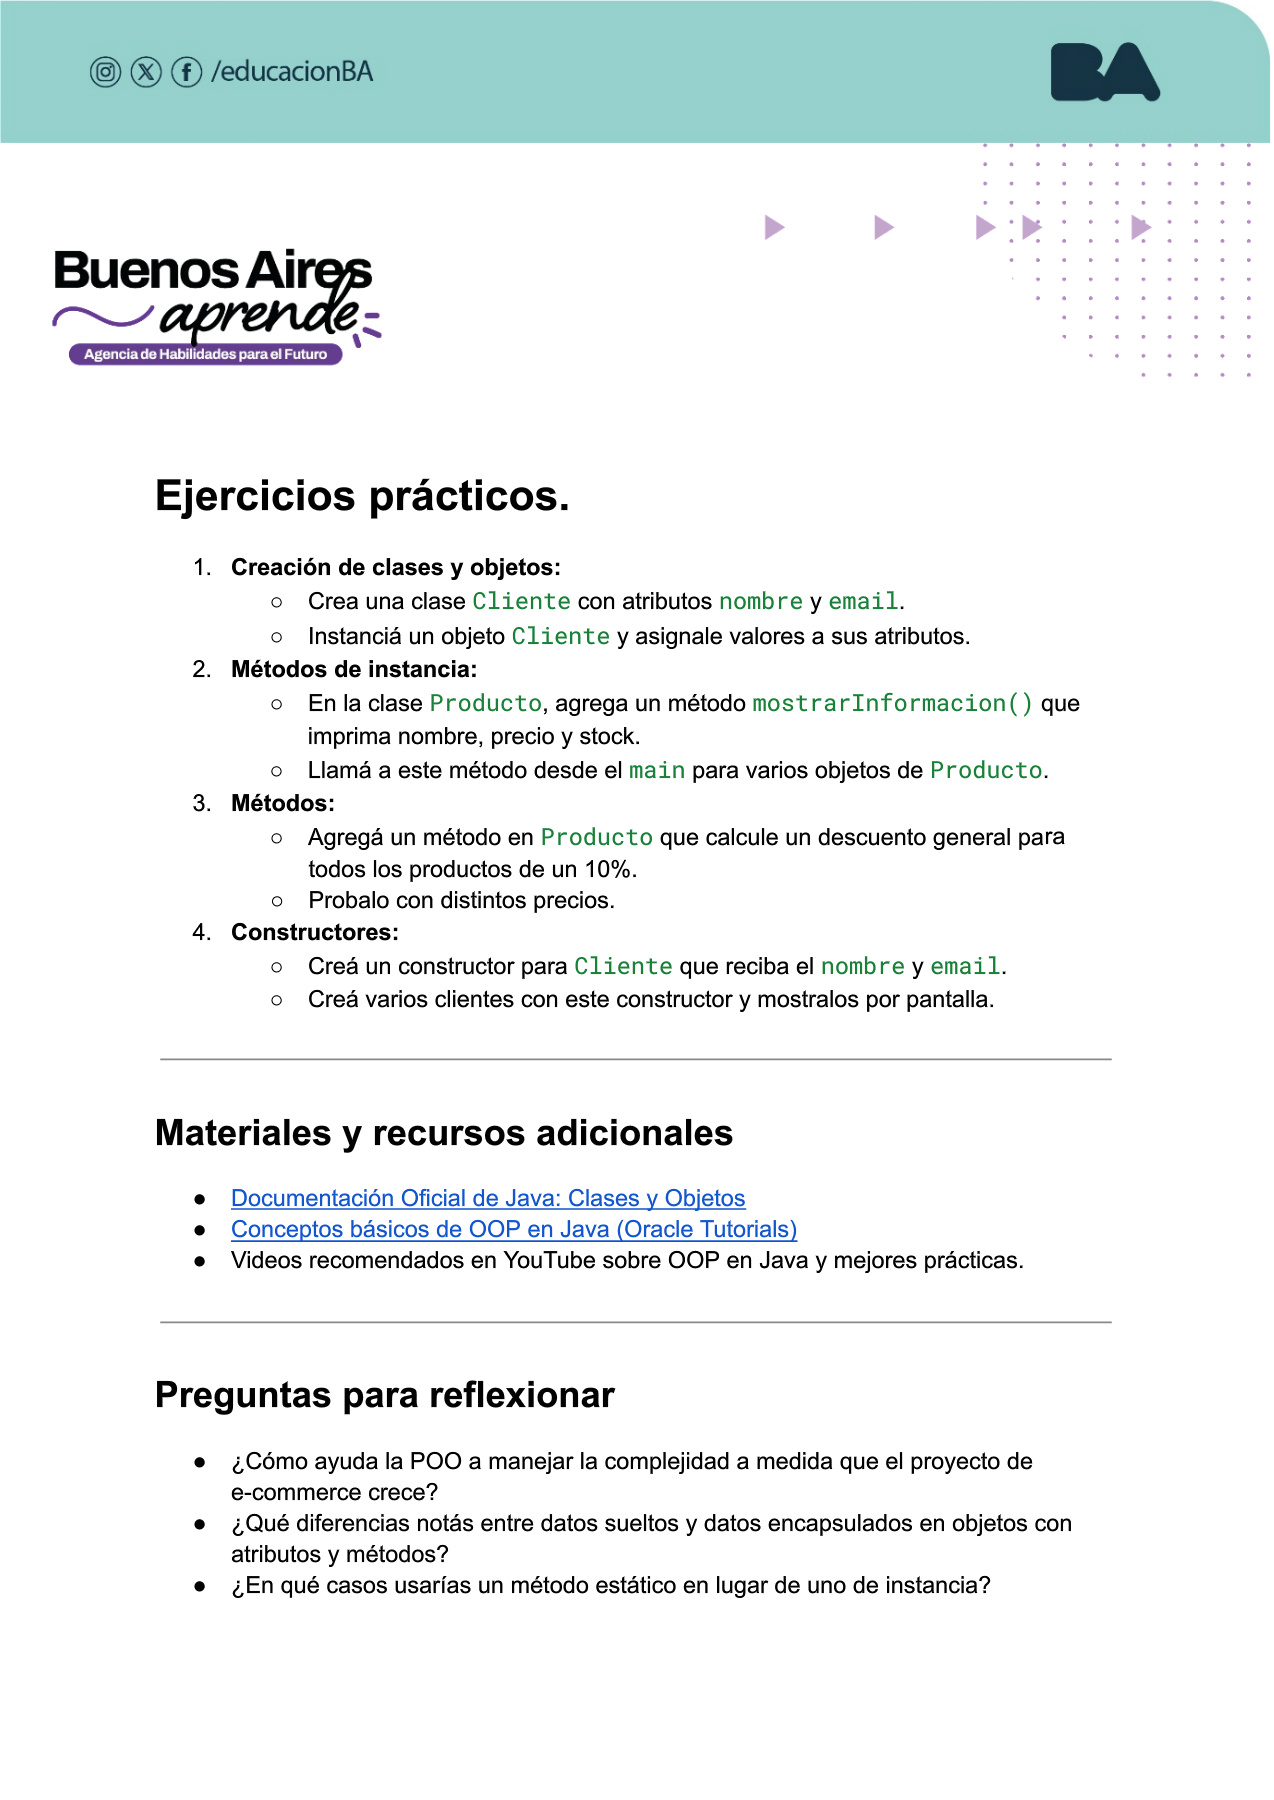 /educacionBA
BA
Buenos Aires
aprende
Agencia de Habilidades para el Futuro
Ejercicios prácticos.
1. Creación de clases y objetos:
○ Crea una clase Cliente con atributos nombre y email.
○ Instanciá un objeto Cliente y asignale valores a sus atributos.
2. Métodos de instancia:
○ En la clase Producto, agrega un método mostrarInformacion() que
imprima nombre, precio y stock.
○ Llamá a este método desde el main para varios objetos de Producto.
3. Métodos:
○ Agregá un método en Producto que calcule un descuento general para
todos los productos de un 10%.
○ Probalo con distintos precios.
4. Constructores:
○ Creá un constructor para Cliente que reciba el nombre y email.
○ Creá varios clientes con este constructor y mostralos por pantalla.
Materiales y recursos adicionales
● Documentación Oficial de Java: Clases y Objetos
● Conceptos básicos de OOP en Java (Oracle Tutorials)
● Videos recomendados en YouTube sobre OOP en Java y mejores prácticas.
Preguntas para reflexionar
● ¿Cómo ayuda la POO a manejar la complejidad a medida que el proyecto de
e-commerce crece?
● ¿Qué diferencias notás entre datos sueltos y datos encapsulados en objetos con
atributos y métodos?
● ¿En qué casos usarías un método estático en lugar de uno de instancia?